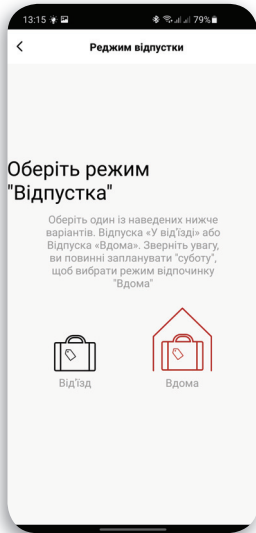 13:15 79%
Реджим відпустки
Оберіть режим
"Відпустка"
Оберіть один із наведених нижче
варіантів. Відпуска «У від'їзді» або
Відпуска «Вдома». Зверніть увагу,
ви повинні запланувати "суботу",
щоб вибрати режим відпочинку
"Вдома"
Від'їзд Вдома